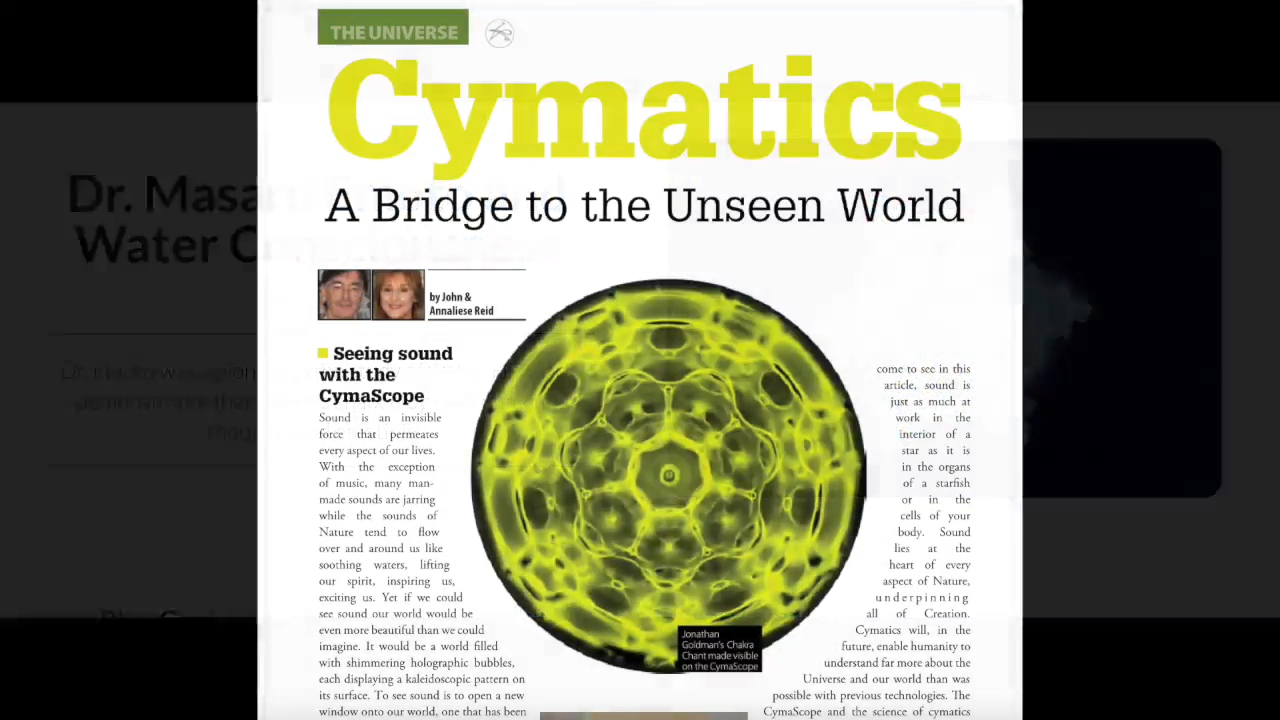 THE UNIVERSE
Cymatics
A Bridge to the Unseen World
by John &
Annaliese Reid
Seeing sound
with the
CymaScope
Sound is an invisible
force that permeates
every aspect of our lives.
With the exception
of music, many man-
made sounds are jarring
while the sounds of
Nature tend to flow
over and around us like
soothing waters, lifting
our spirit, inspiring us,
exciting us. Yet if we could
see sound our world would be
even more beautiful than we could
imagine. It would be a world filled
with shimmering holographic bubbles,
each displaying a kaleidoscopic pattern on
its surface. To see sound is to open a new
window onto our world, one that has been
Jonathan
Goldman's Chakra
Chant made visible
on the CymaScope
come to see in this
article, sound is
just as much at
work in the
interior of a
star as it is
in the organs
of a starfish
or in the
cells of your
body. Sound
lies at the
heart of every
aspect of Nature,
underpinning
all of Creation.
Cymatics will, in the
future, enable humanity to
understand far more about the
Universe and our world than was
possible with previous technologies. The
CymaScope and the science of cymatics
Dr. Masaru
Water Consciousness